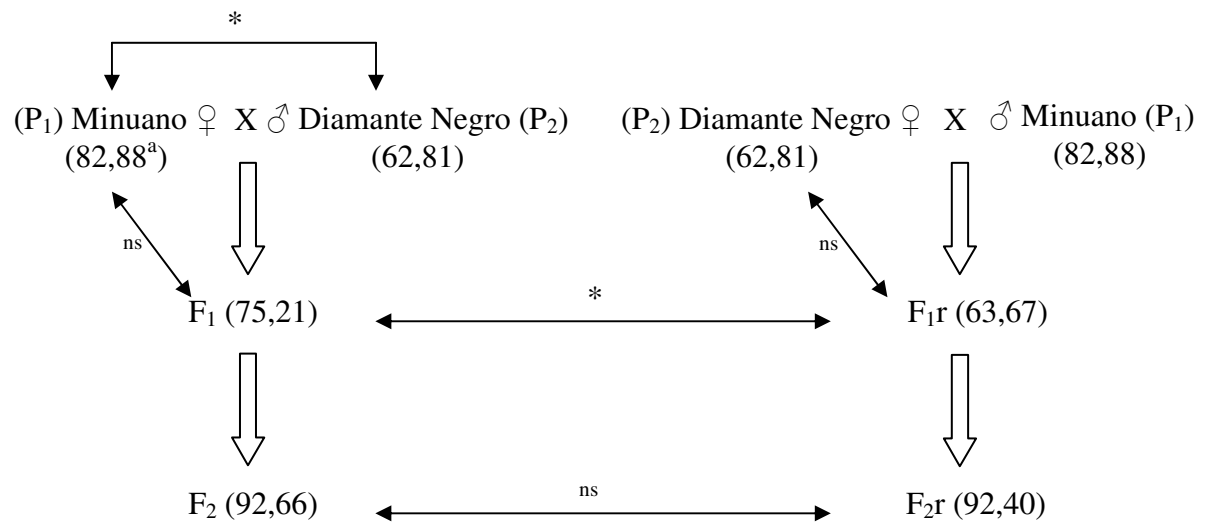 *
(P₁) Minuano ♀ X ♂ Diamante Negro (P₂)
(82,88ᵃ) (62,81)
(P₂) Diamante Negro ♀ X ♂ Minuano (P₁)
(62,81) (82,88)
ns
ns
F₁ (75,21) * F₁r (63,67)
F₂ (92,66) ns F₂r (92,40)